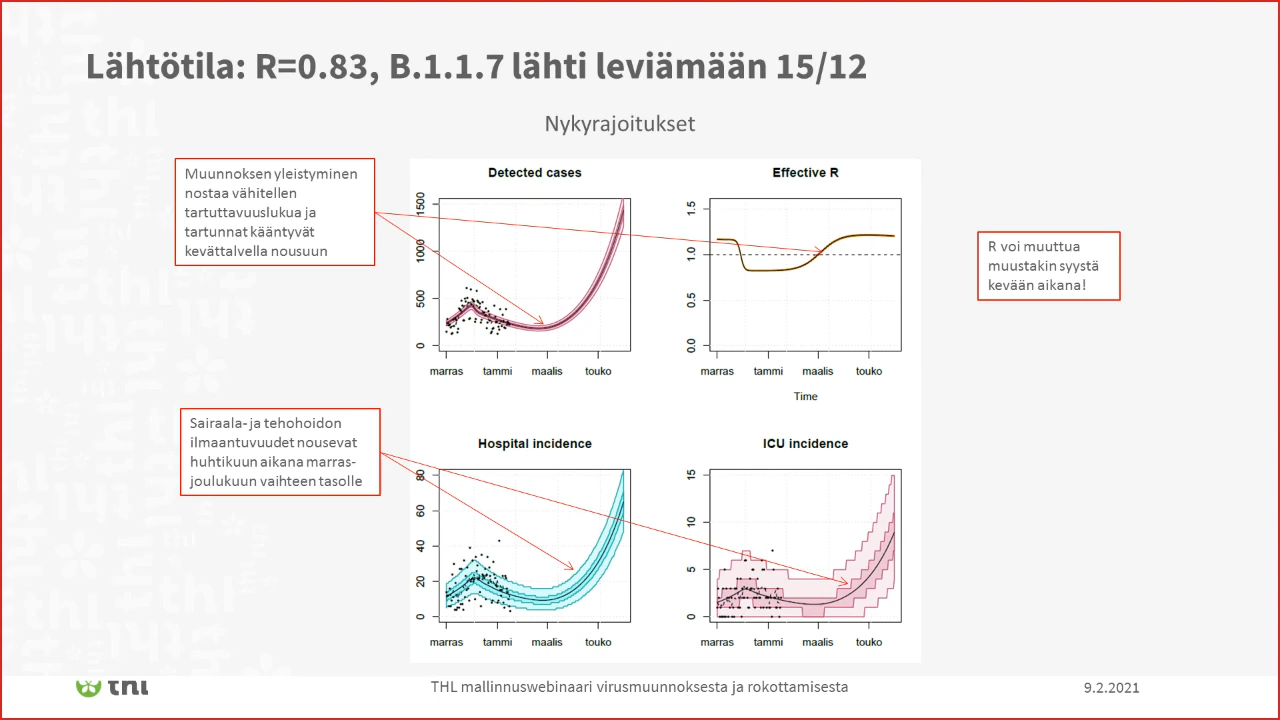 Lähtötila: R=0.83, B.1.1.7 lähti leviämään 15/12
Nykyrajoitukset
Muunnoksen yleistyminen
nostaa vähitellen
tartuttavuuslukua ja
tartunnat kääntyvät
kevättalvella nousuun
Detected cases
1500
1000
500
0
marras tammi maalis touko
Effective R
1.5
1.0
0.5
0.0
marras tammi maalis touko
Time
R voi muuttua
muustakin syystä
kevään aikana!
Sairaala- ja tehohoidon
ilmaantuvuudet nousevat
huhtikuun aikana marras-
joulukuun vaihteen tasolle
Hospital incidence
80
60
40
20
0
marras tammi maalis touko
ICU incidence
15
10
5
0
marras tammi maalis touko
thl
THL mallinnuswebinaari virusmuunnoksesta ja rokottamisesta
9.2.2021